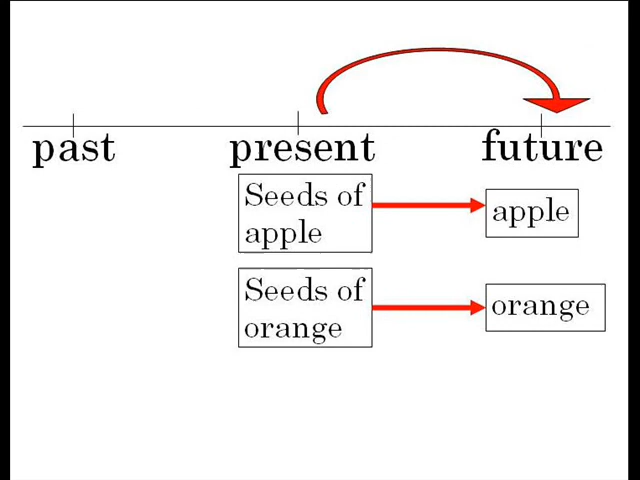 past present future
Seeds of
apple
apple
Seeds of
orange
orange